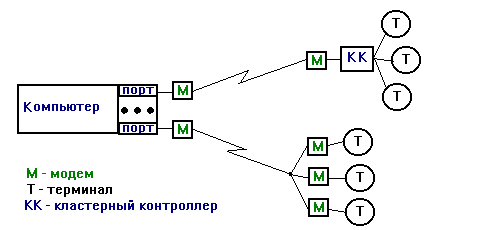 Т
М КК Т
порт М
Т
Компьютер
порт М
М Т
М Т
М - модем
Т - терминал
КК - кластерный контроллер
М Т